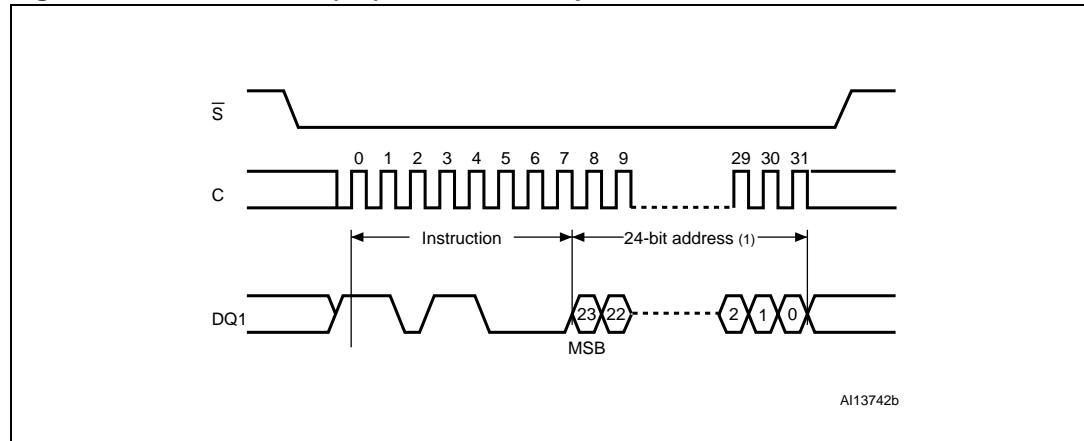 S
0 1 2 3 4 5 6 7 8 9 29 30 31
C
Instruction 24-bit address (1)
DQ1 23 22 2 1 0
MSB
AI13742b